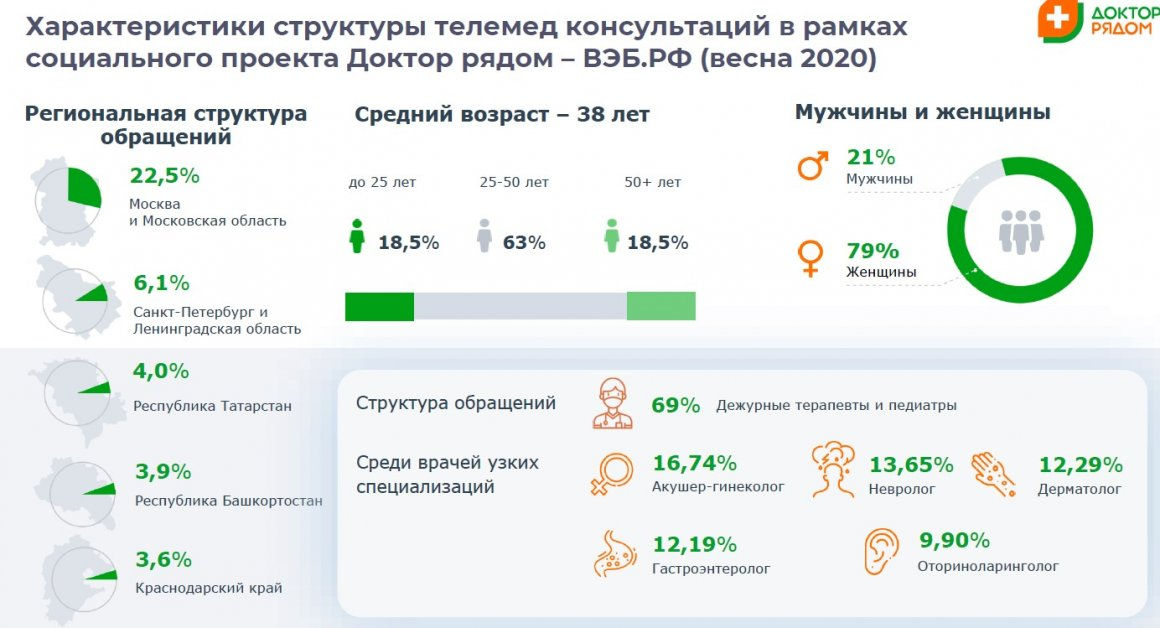 Характеристики структуры телемед консультаций в рамках
социального проекта Доктор рядом – ВЭБ.РФ (весна 2020)
ДОКТОР
РЯДОМ
Региональная структура
обращений
22,5%
Москва
и Московская область
6,1%
Санкт-Петербург и
Ленинградская область
4,0%
Республика Татарстан
3,9%
Республика Башкортостан
3,6%
Краснодарский край
Средний возраст – 38 лет
до 25 лет
25-50 лет
50+ лет
18,5%
63%
18,5%
Мужчины и женщины
21%
Мужчины
79%
Женщины
Структура обращений
69%
Дежурные терапевты и педиатры
Среди врачей узких
специализаций
16,74%
Акушер-гинеколог
13,65%
Невролог
12,29%
Дерматолог
12,19%
Гастроэнтеролог
9,90%
Оториноларинголог